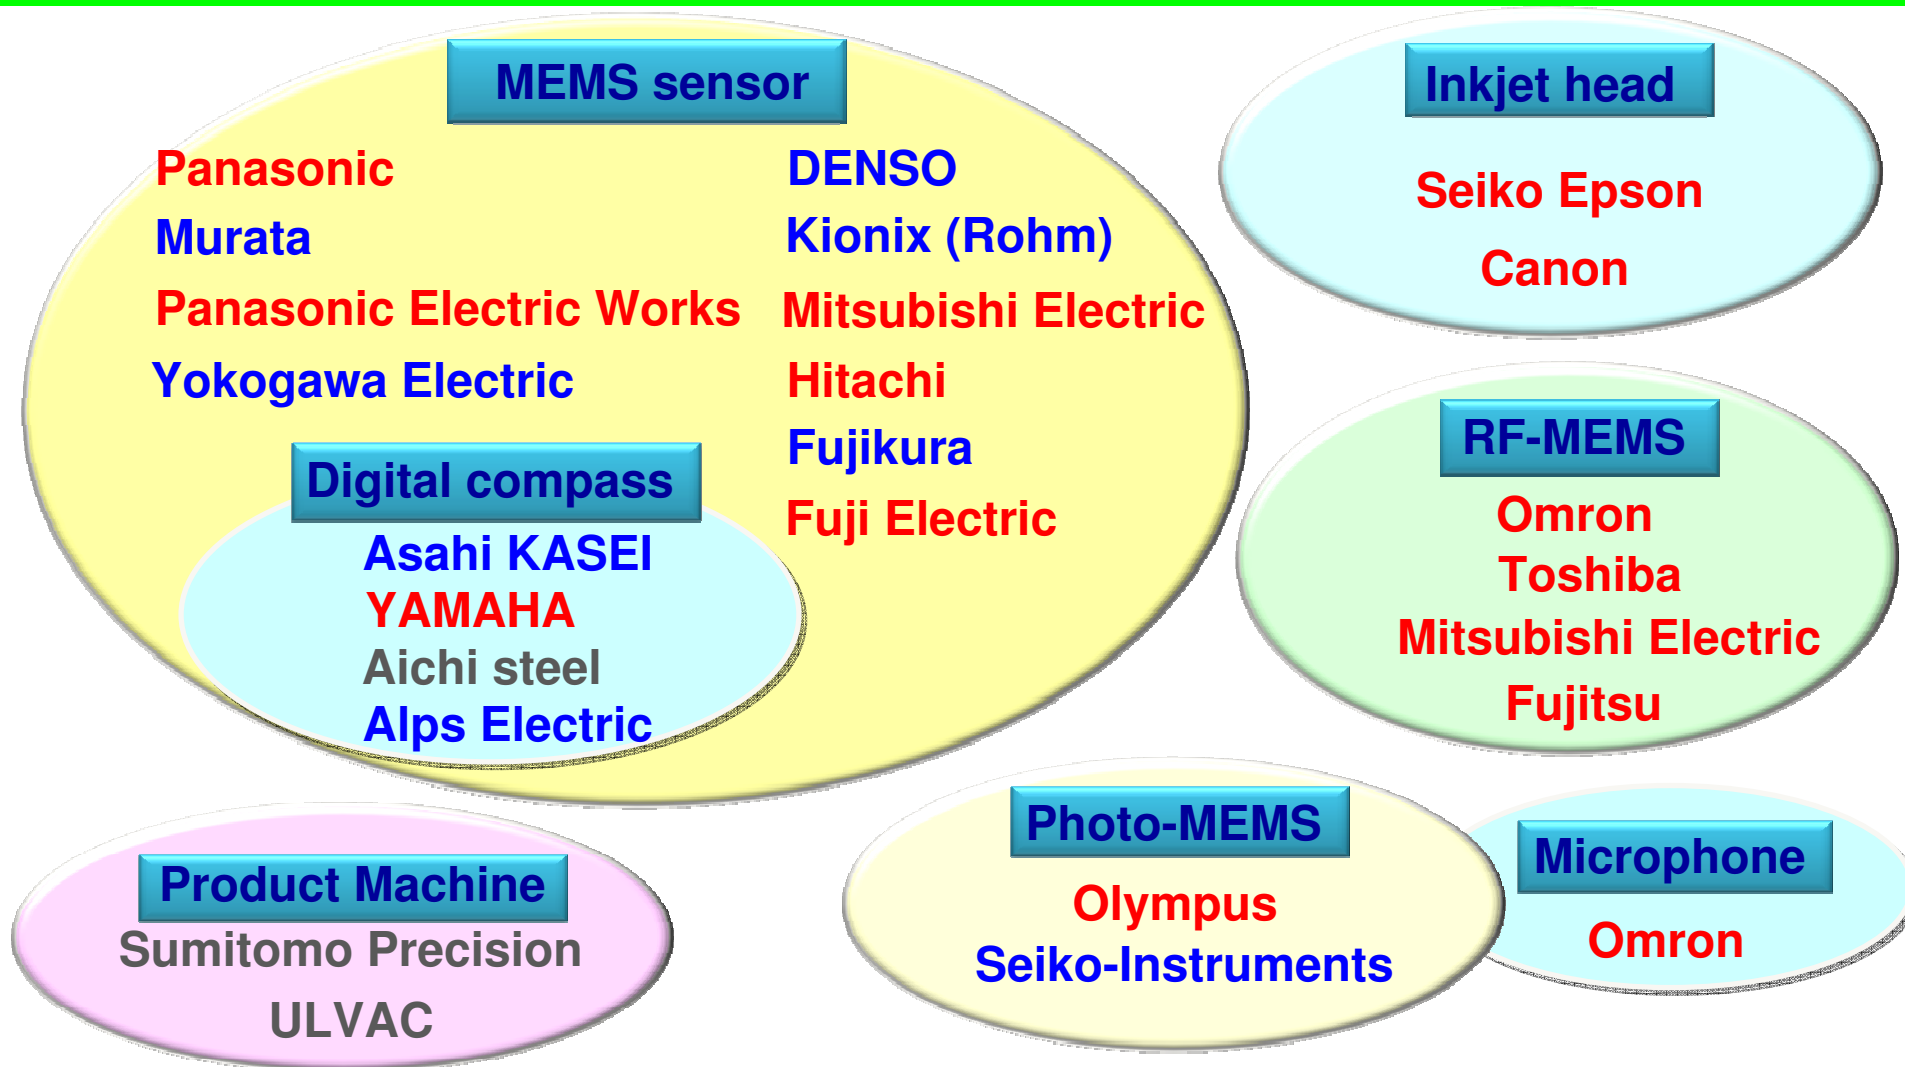 MEMS sensor
Panasonic
Murata
Panasonic Electric Works
Yokogawa Electric
DENSO
Kionix (Rohm)
Mitsubishi Electric
Hitachi
Fujikura
Fuji Electric
Digital compass
Asahi KASEI
YAMAHA
Aichi steel
Alps Electric
Inkjet head
Seiko Epson
Canon
RF-MEMS
Omron
Toshiba
Mitsubishi Electric
Fujitsu
Product Machine
Sumitomo Precision
ULVAC
Photo-MEMS
Olympus
Seiko-Instruments
Microphone
Omron